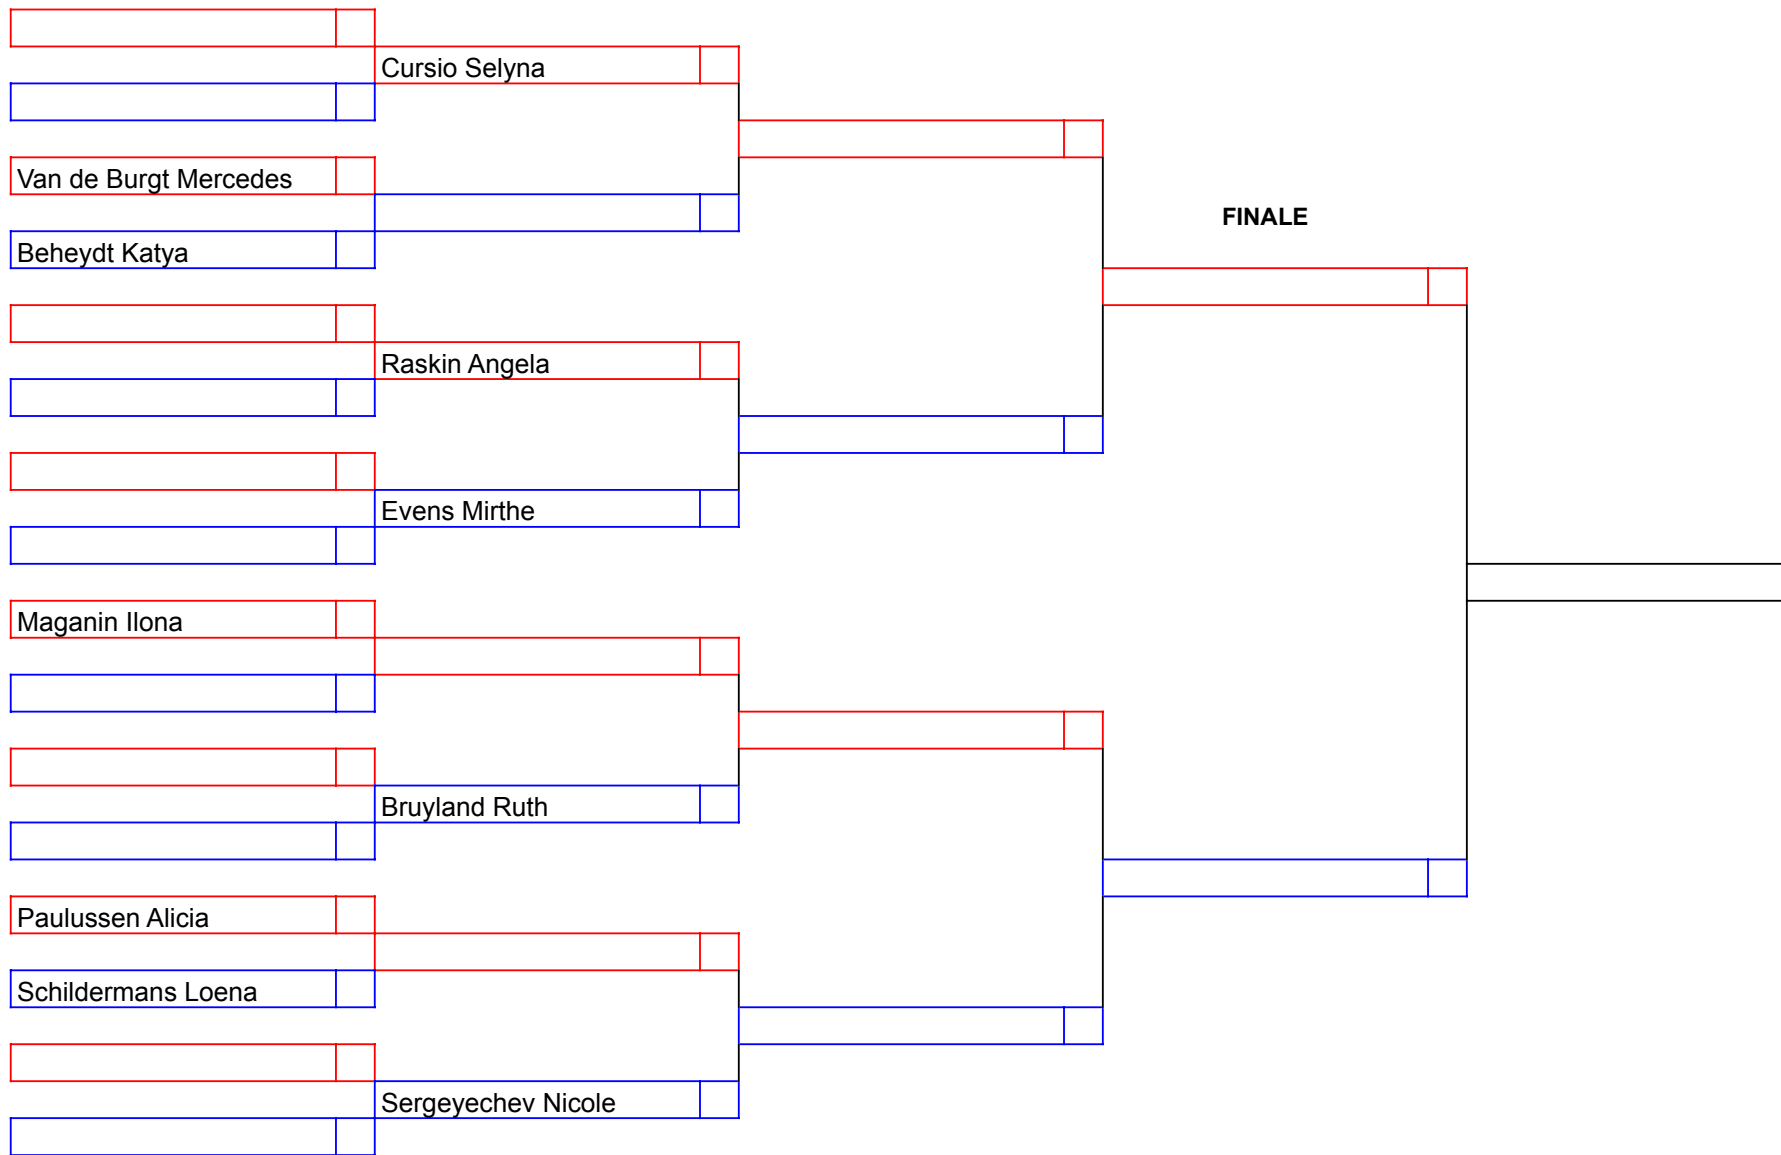 Cursio Selyna
Van de Burgt Mercedes
FINALE
Beheydt Katya
Raskin Angela
Evens Mirthe
Maganin Ilona
Bruyland Ruth
Paulussen Alicia
Schildermans Loena
Sergeyechev Nicole